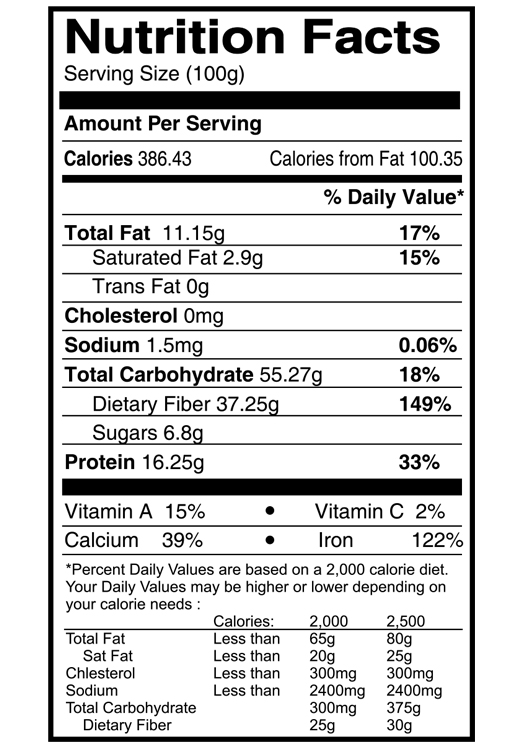 Nutrition Facts
Serving Size (100g)
Amount Per Serving
Calories 386.43 Calories from Fat 100.35
% Daily Value*
Total Fat 11.15g 17%
Saturated Fat 2.9g 15%
Trans Fat 0g
Cholesterol 0mg
Sodium 1.5mg 0.06%
Total Carbohydrate 55.27g 18%
Dietary Fiber 37.25g 149%
Sugars 6.8g
Protein 16.25g 33%
Vitamin A 15% • Vitamin C 2%
Calcium 39% • Iron 122%
*Percent Daily Values are based on a 2,000 calorie diet.
Your Daily Values may be higher or lower depending on
your calorie needs :
Calories: 2,000 2,500
Total Fat Less than 65g 80g
Sat Fat Less than 20g 25g
Chlesterol Less than 300mg 300mg
Sodium Less than 2400mg 2400mg
Total Carbohydrate 300mg 375g
Dietary Fiber 25g 30g